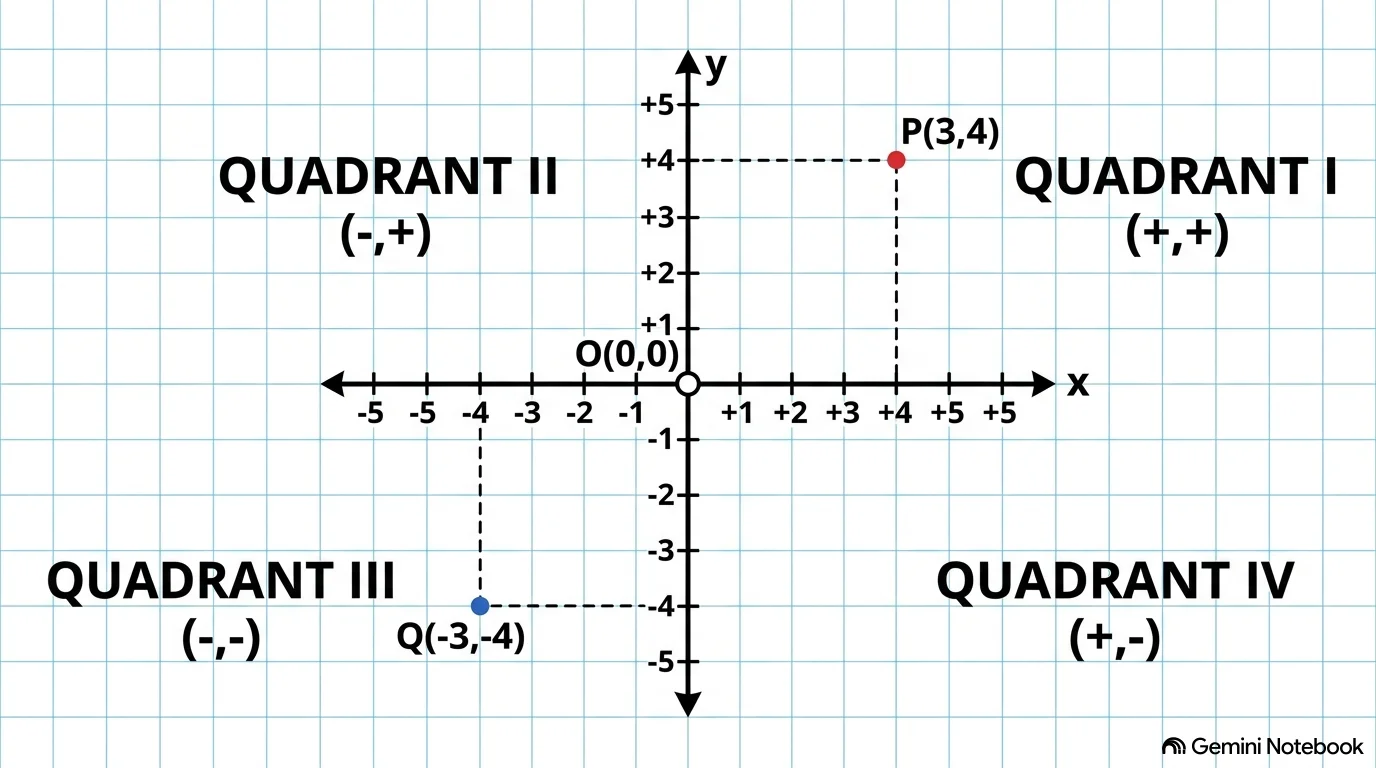 y
+5
P(3,4)
+4
QUADRANT II
(-,+)
QUADRANT I
(+,+)
+3
+2
+1
O(0,0)
x
-5 -5 -4 -3 -2 -1 +1 +2 +3 +4 +5 +5
-1
-2
-3
QUADRANT III
(-,-)
QUADRANT IV
(+,-)
-4
Q(-3,-4)
-5
Gemini Notebook